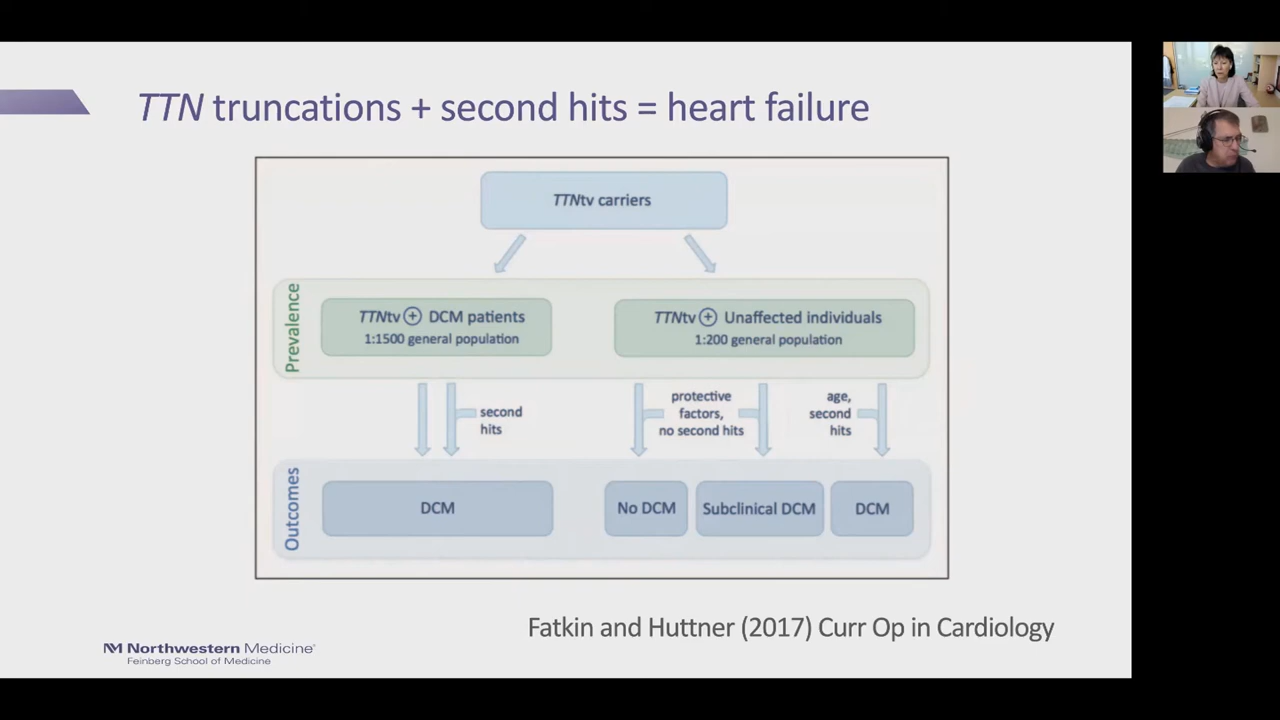 TTN truncations + second hits = heart failure
TTNtv carriers
Prevalence
TTNtv + DCM patients
1:1500 general population
TTNtv + Unaffected individuals
1:200 general population
second
hits
protective
factors,
no second hits
age,
second
hits
Outcomes
DCM
No DCM
Subclinical DCM
DCM
Fatkin and Huttner (2017) Curr Op in Cardiology
M Northwestern Medicine®
Feinberg School of Medicine